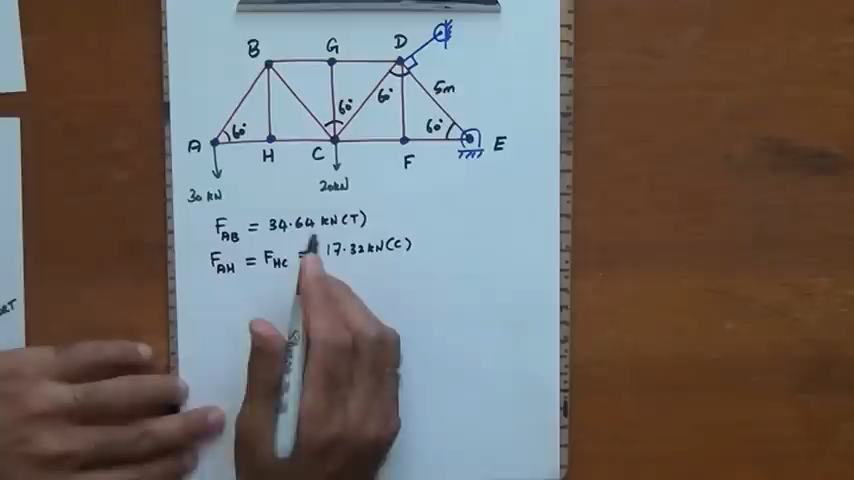 B G D
5m
60°
60°
60°
60°
A H C F E
30 kN
20kN
F_AB = 34.64 kN(T)
F_AH = F_HC = 17.32 kN(C)